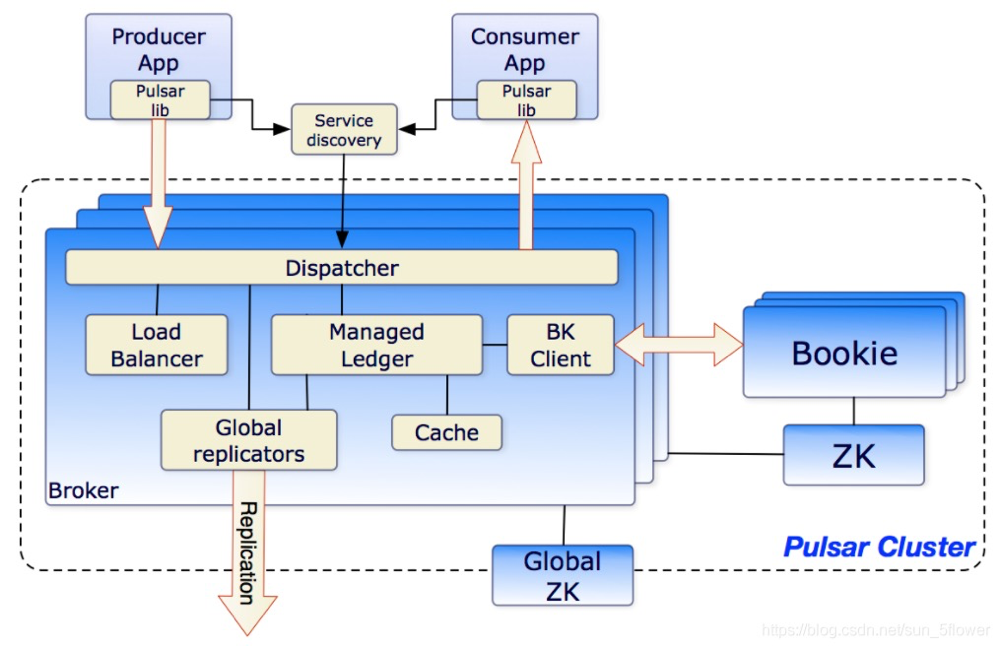 Producer
App
Pulsar
lib
Consumer
App
Pulsar
lib
Service
discovery
Dispatcher
Load
Balancer
Managed
Ledger
BK
Client
Bookie
Global
replicators
Cache
ZK
Broker
Replication
Pulsar Cluster
Global
ZK
https://blog.csdn.net/sun_5flower